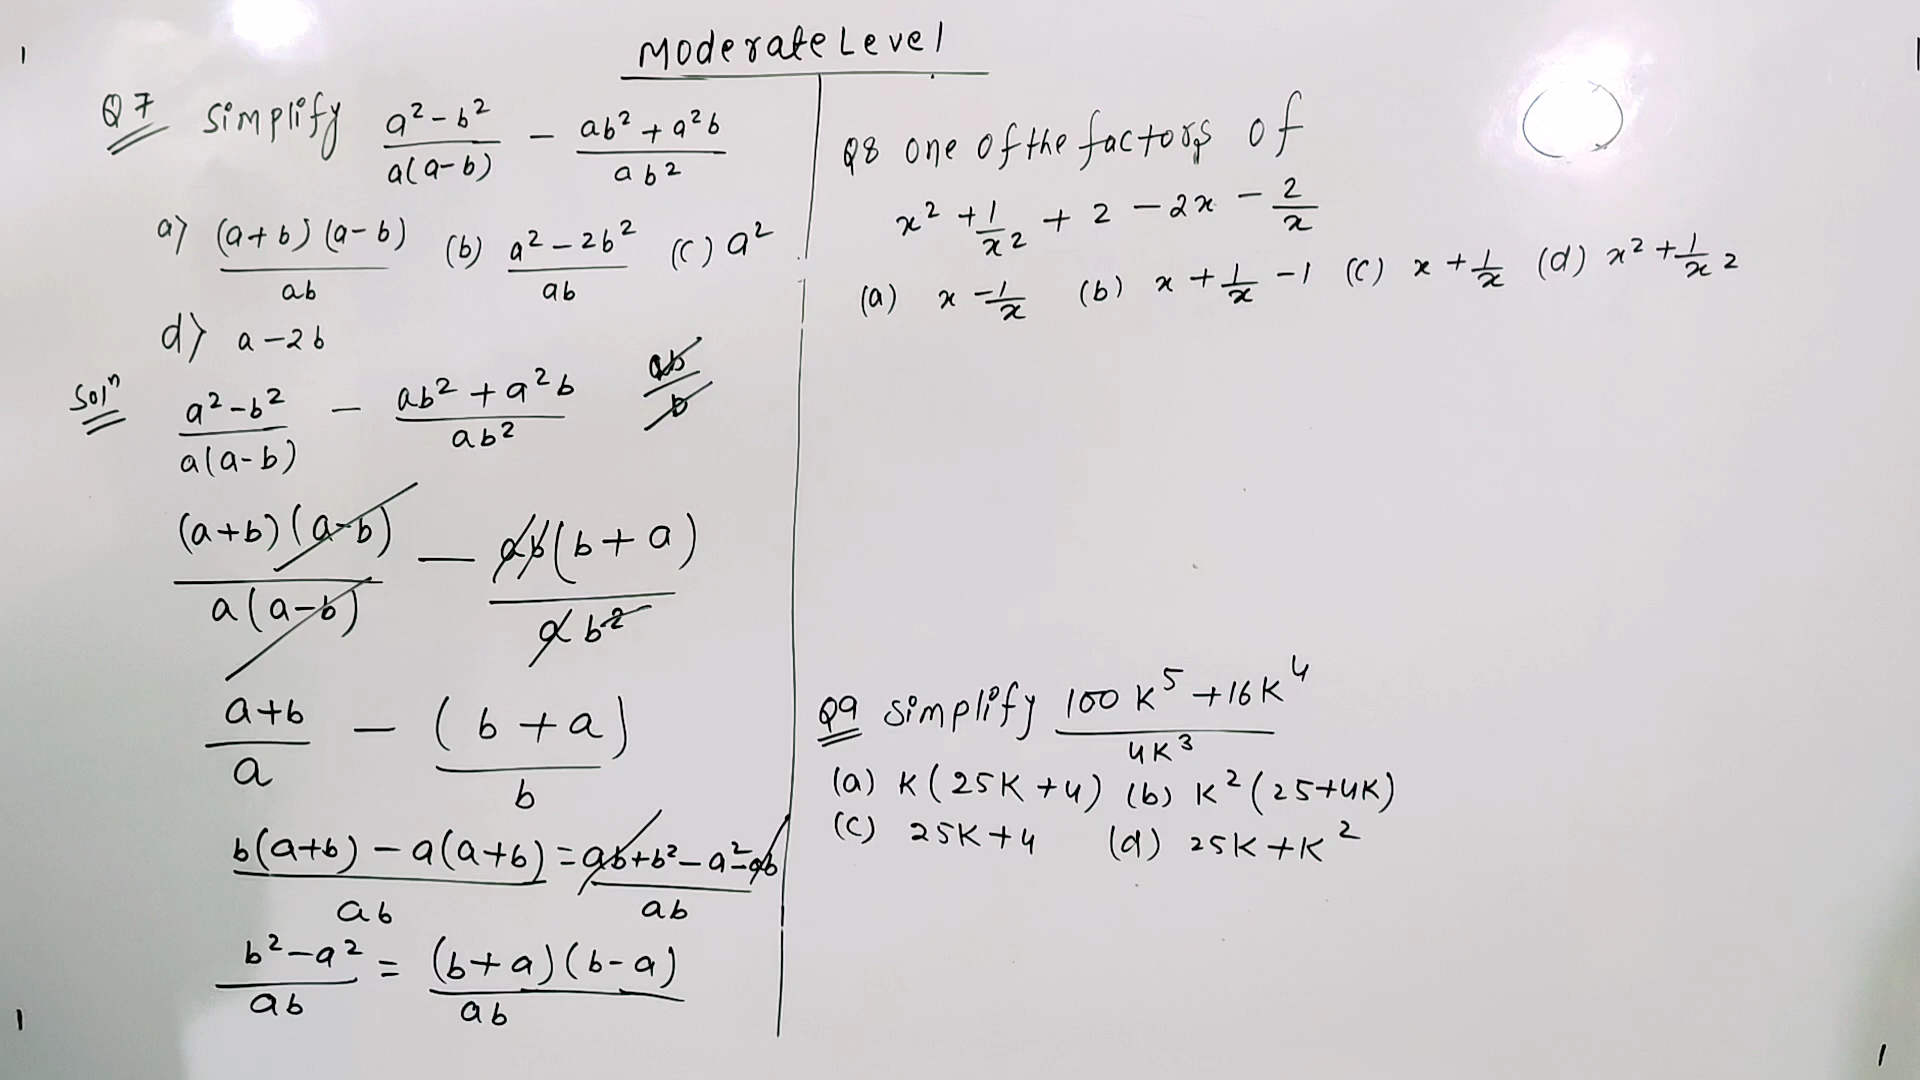 Moderate Level
Q7 Simplify (a²-b²)/(a(a-b)) - (ab²+a²b)/(ab²)
a) ((a+b)(a-b))/(ab) (b) (a²-2b²)/(ab) (c) a²
d) a-2b
Solⁿ (a²-b²)/(a(a-b)) - (ab²+a²b)/(ab²) ab/b
((a+b)(a-b))/(a(a-b)) - (ab(b+a))/(ab²)
(a+b)/a - (b+a)/b
(b(a+b)-a(a+b))/(ab) = (ab+b²-a²-ab)/(ab)
(b²-a²)/(ab) = ((b+a)(b-a))/(ab)
Q8 one of the factors of
x² + 1/x² + 2 - 2x - 2/x
(a) x - 1/x (b) x + 1/x - 1 (c) x + 1/x (d) x² + 1/x²
Q9 Simplify (100K⁵+16K⁴)/(4K³)
(a) K(25K+4) (b) K²(25+4K)
(c) 25K+4 (d) 25K+K²